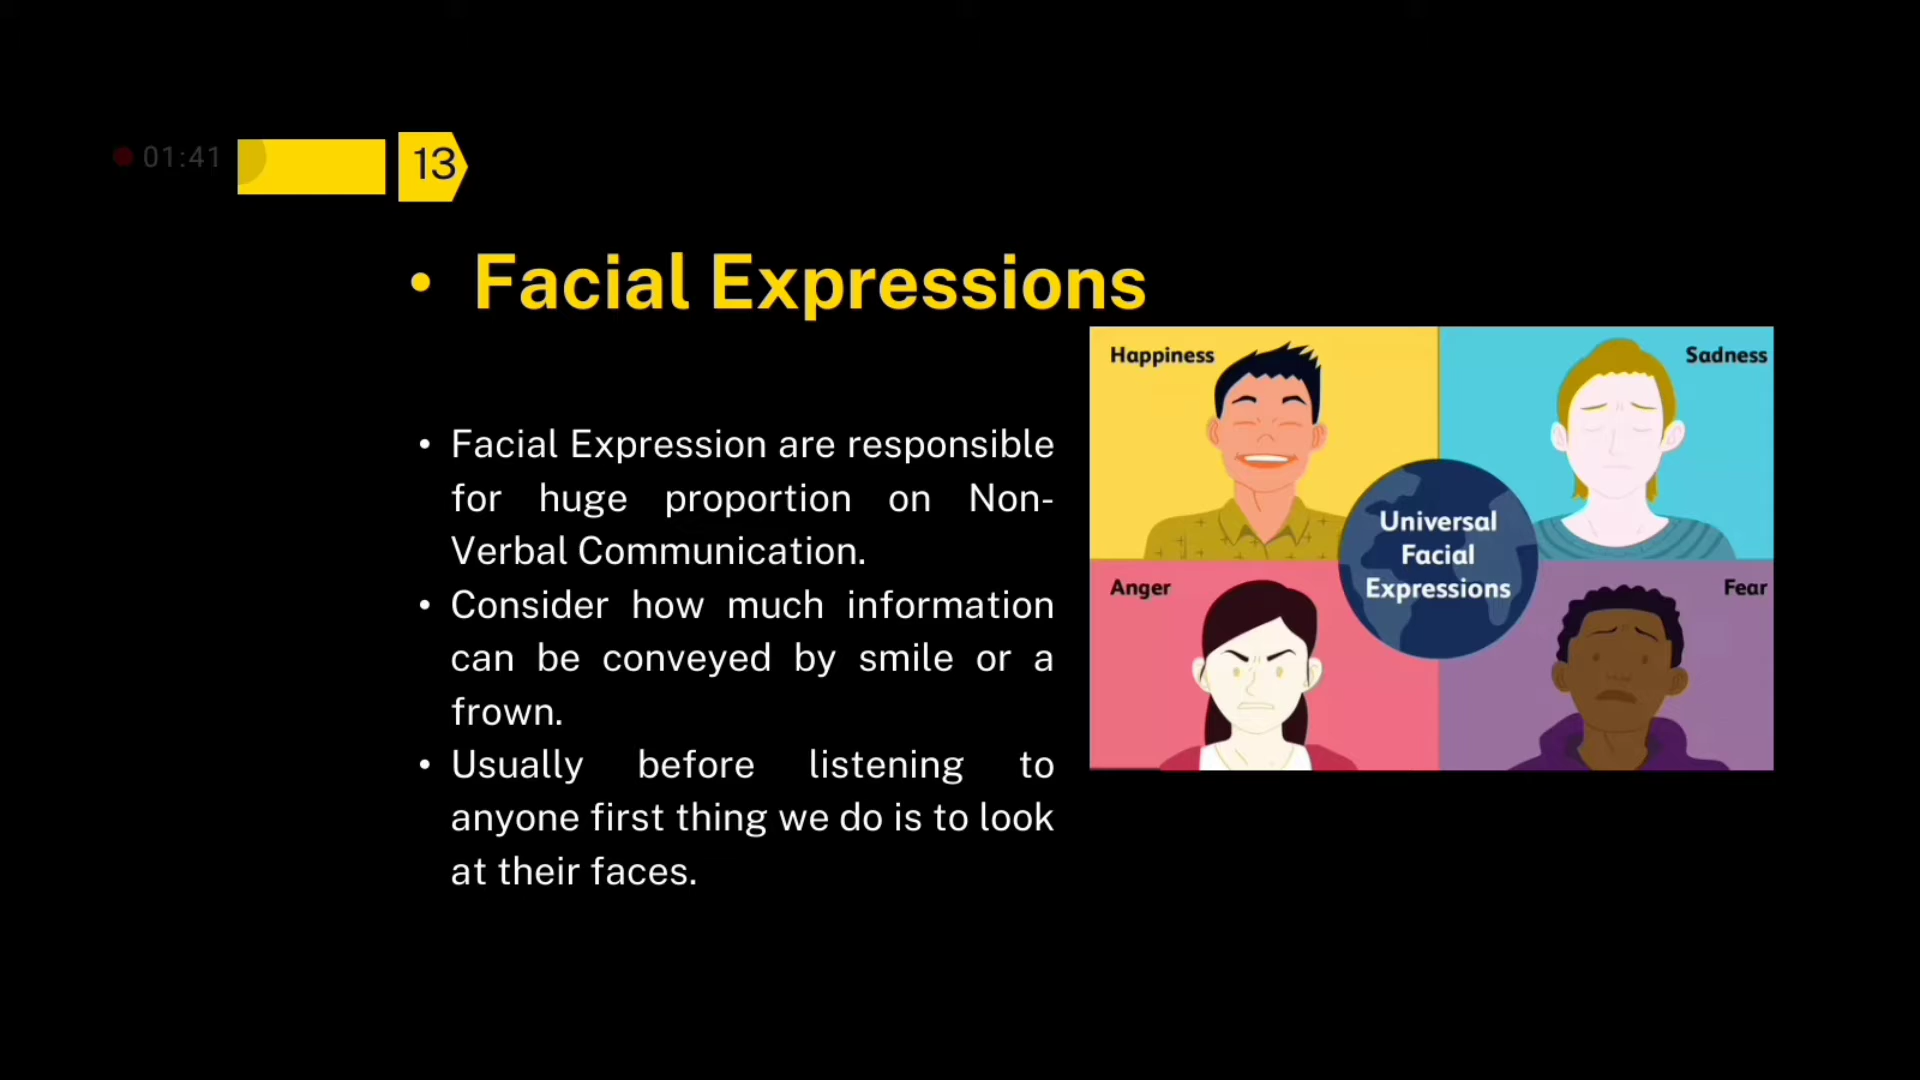 01:41
13
• Facial Expressions
• Facial Expression are responsible
for huge proportion on Non-
Verbal Communication.
• Consider how much information
can be conveyed by smile or a
frown.
• Usually before listening to
anyone first thing we do is to look
at their faces.
Happiness
Sadness
Universal
Facial
Expressions
Anger
Fear